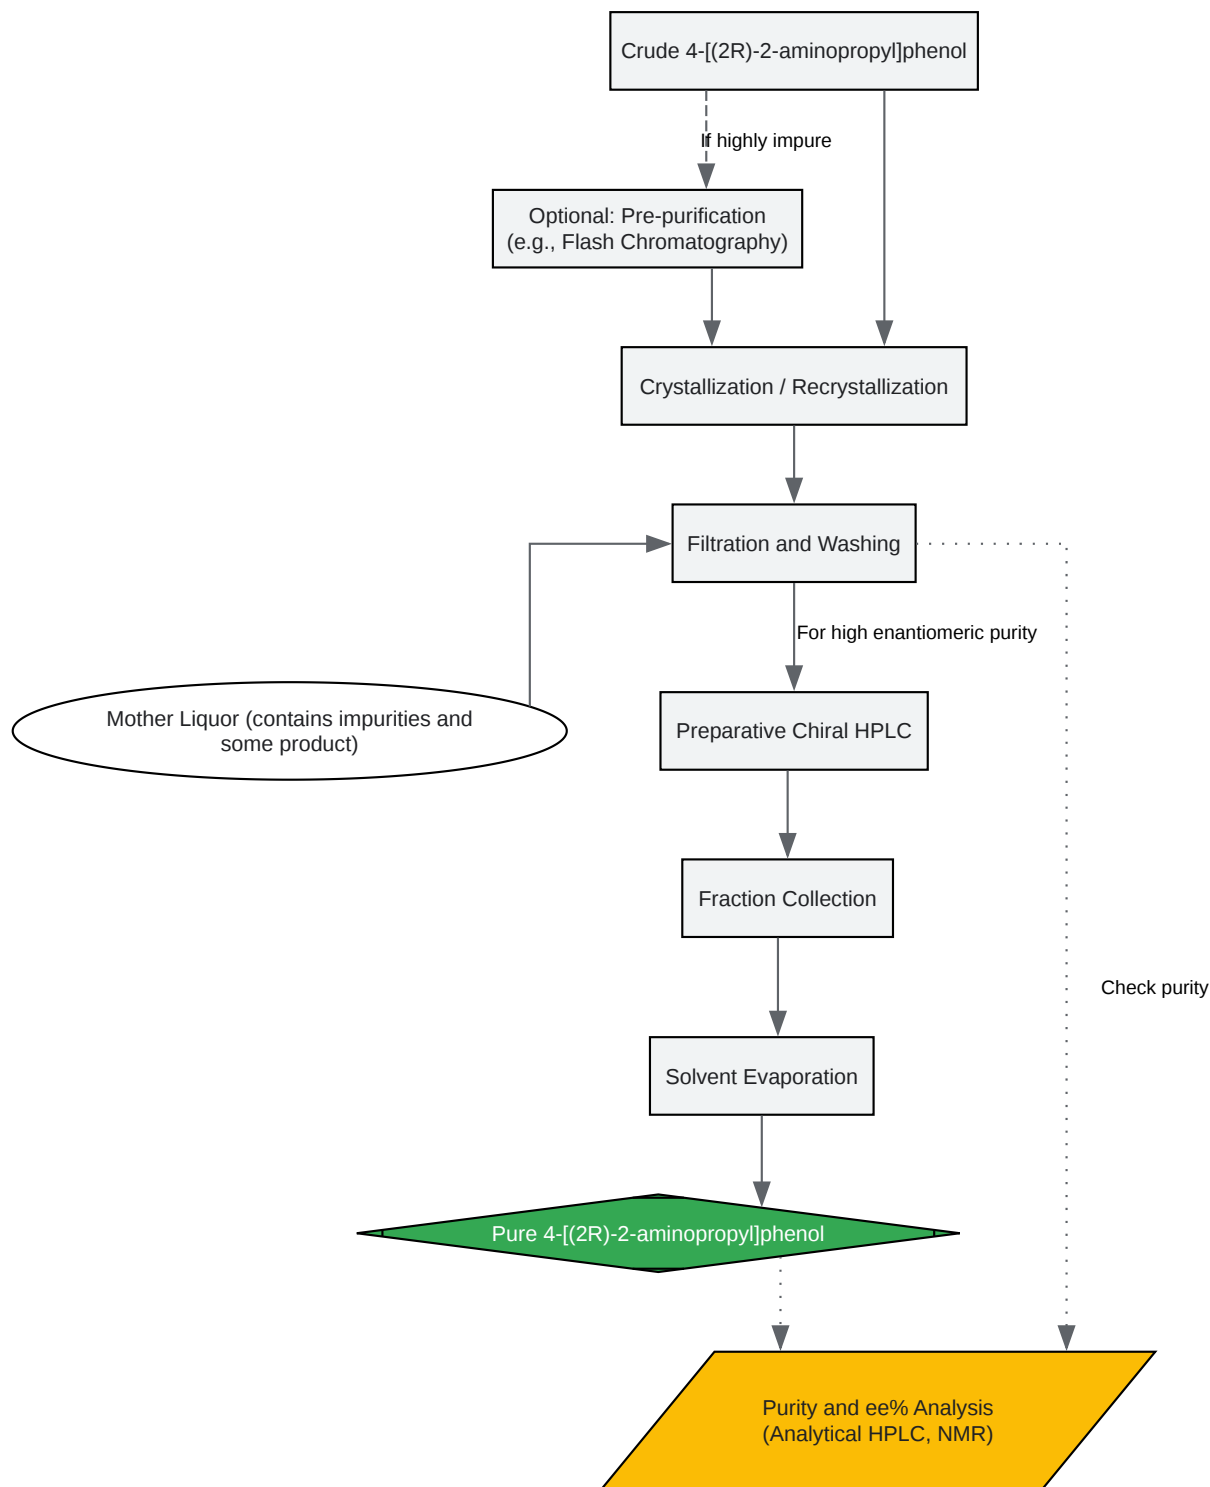 Crude 4-[(2R)-2-aminopropyl]phenol
If highly impure
Optional: Pre-purification
(e.g., Flash Chromatography)
Crystallization / Recrystallization
Filtration and Washing
For high enantiomeric purity
Mother Liquor (contains impurities and
some product)
Preparative Chiral HPLC
Fraction Collection
Check purity
Solvent Evaporation
Pure 4-[(2R)-2-aminopropyl]phenol
Purity and ee% Analysis
(Analytical HPLC, NMR)